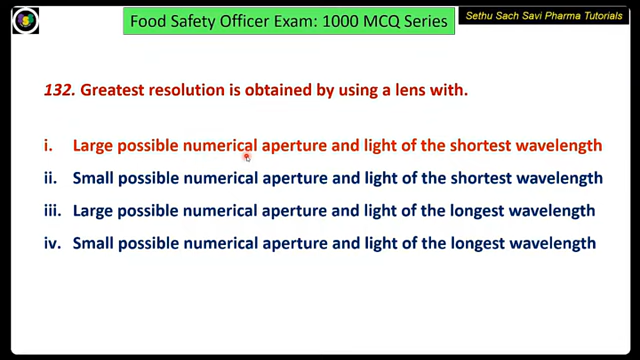 Food Safety Officer Exam: 1000 MCQ Series
Sethu Sach Savi Pharma Tutorials
132. Greatest resolution is obtained by using a lens with.
i. Large possible numerical aperture and light of the shortest wavelength
ii. Small possible numerical aperture and light of the shortest wavelength
iii. Large possible numerical aperture and light of the longest wavelength
iv. Small possible numerical aperture and light of the longest wavelength